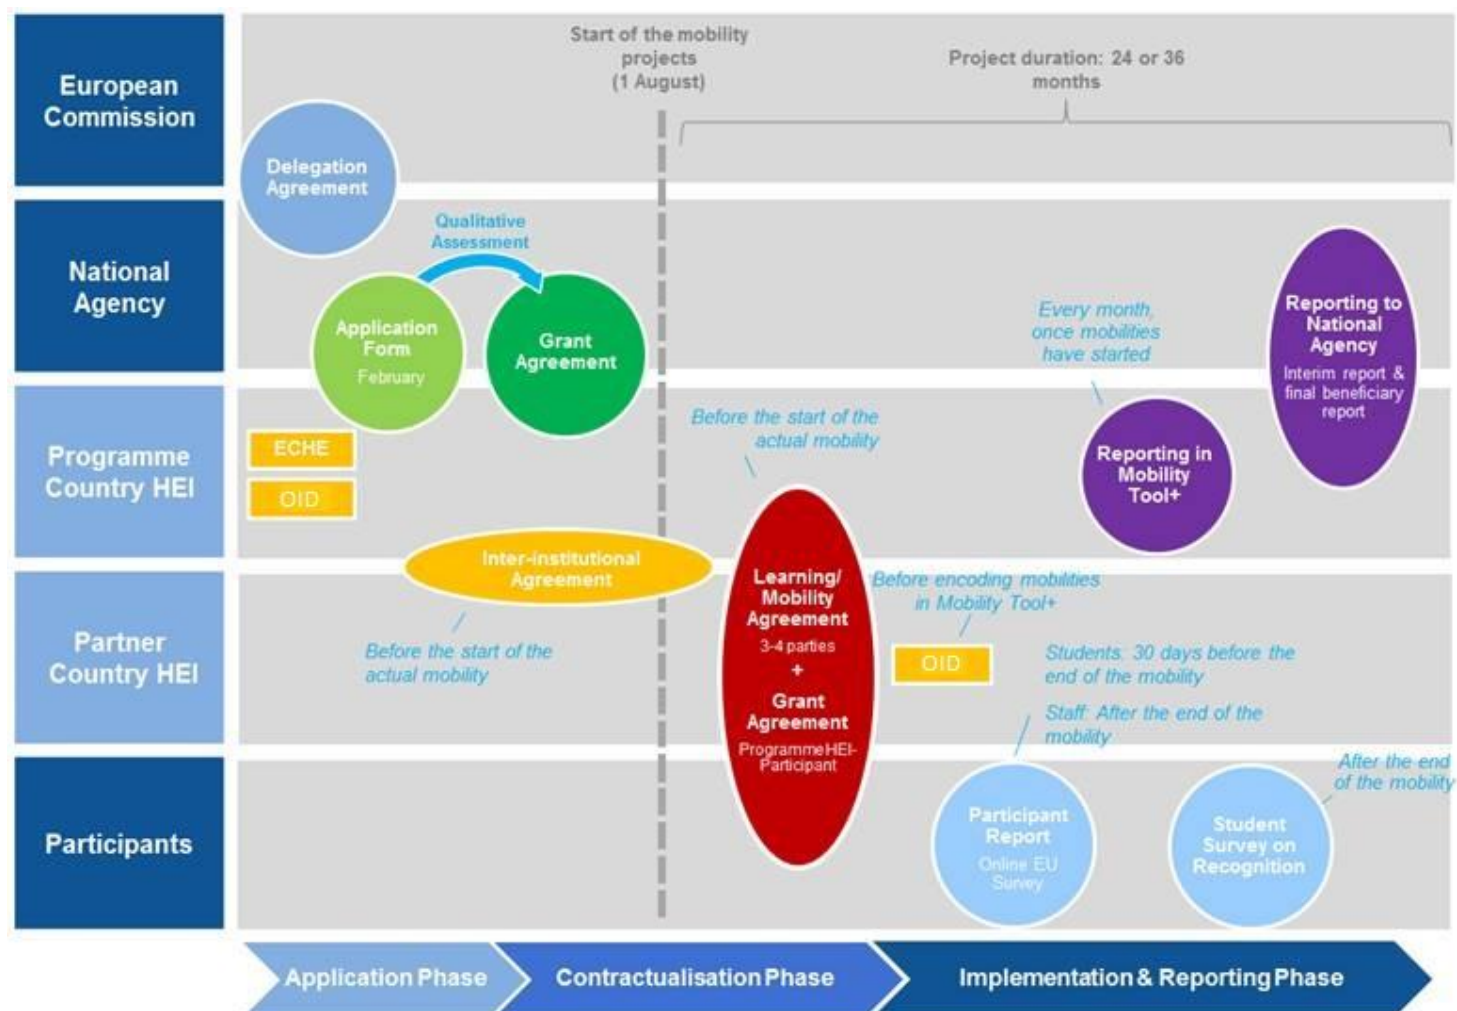 European
Commission
Start of the mobility
projects
(1 August)
Project duration: 24 or 36
months
Delegation
Agreement
National
Agency
Qualitative
Assessment
Application
Form
February
Grant
Agreement
Every month,
once mobilities
have started
Reporting to
National
Agency
Interim report &
final beneficiary
report
Programme
Country HEI
ECHE
OID
Before the start of the
actual mobility
Reporting in
Mobility
Tool+
Inter-institutional
Agreement
Partner
Country HEI
Before the start of the
actual mobility
Learning/
Mobility
Agreement
3-4 parties
+
Grant
Agreement
ProgrammeHEI-
Participant
Before encoding mobilities
in Mobility Tool+
OID
Students: 30 days before the
end of the mobility
Staff: After the end of the
mobility
Participants
Participant
Report
Online EU
Survey
Student
Survey on
Recognition
After the end
of the mobility
Application Phase
Contractualisation Phase
Implementation & Reporting Phase